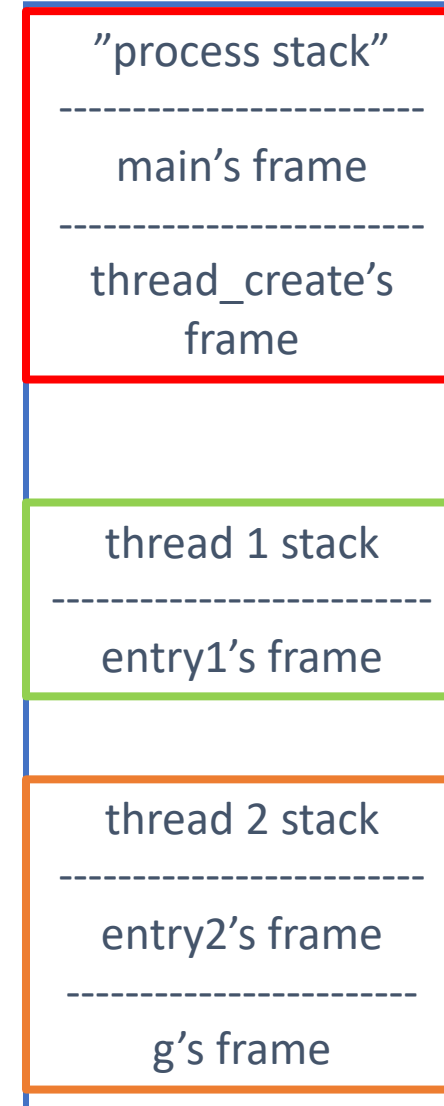 ”process stack”
-------------------------
main’s frame
-------------------------
thread_create’s
frame
thread 1 stack
--------------------------
entry1’s frame
thread 2 stack
-------------------------
entry2’s frame
------------------------
g’s frame